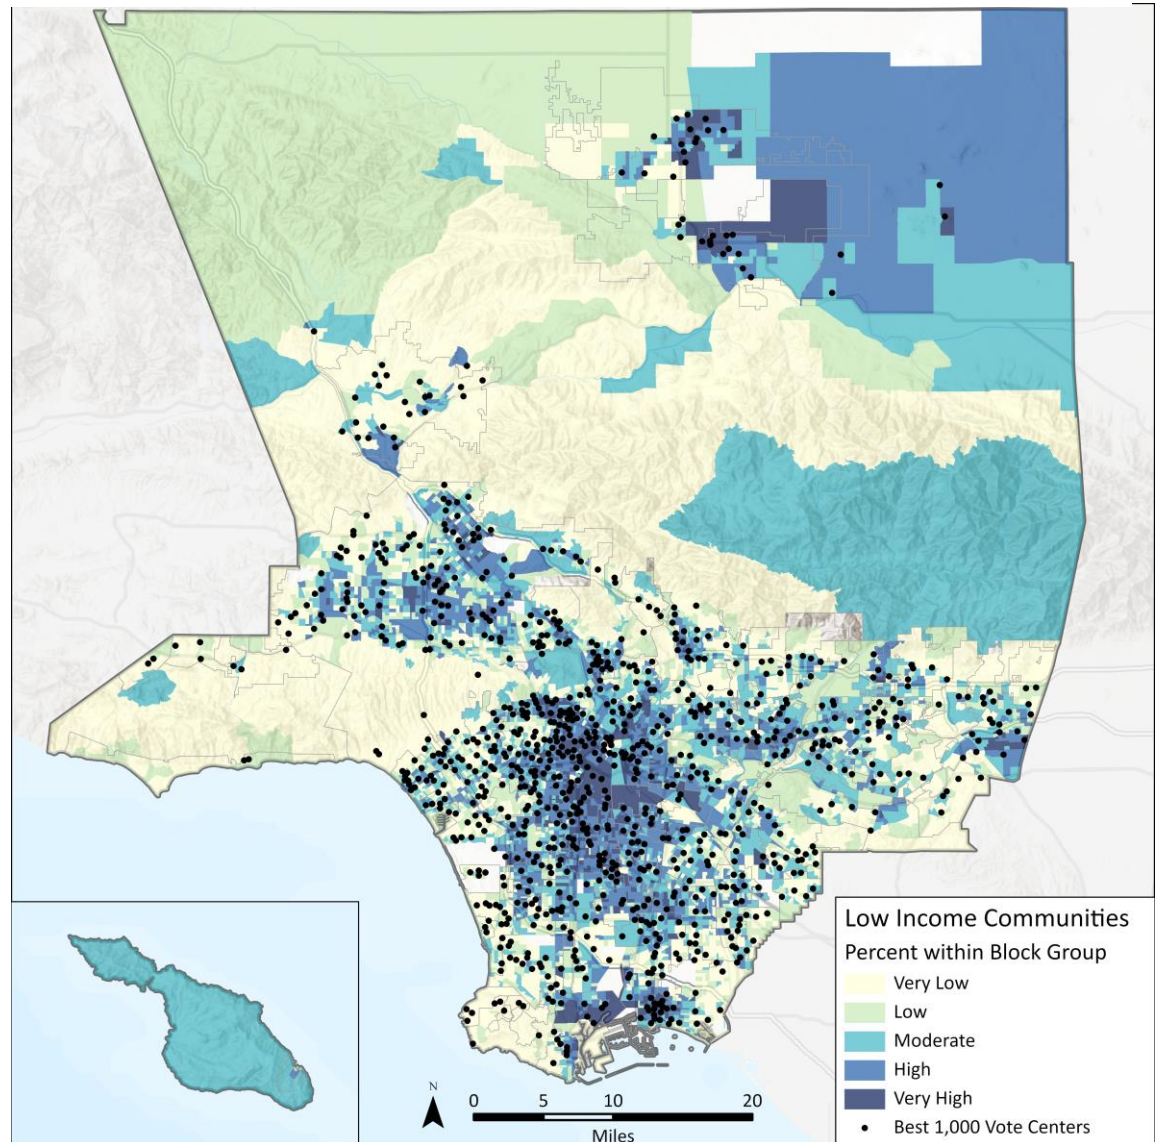 Low Income Communities
Percent within Block Group
Very Low
Low
Moderate
High
Very High
Best 1,000 Vote Centers
N
0 5 10 20
Miles